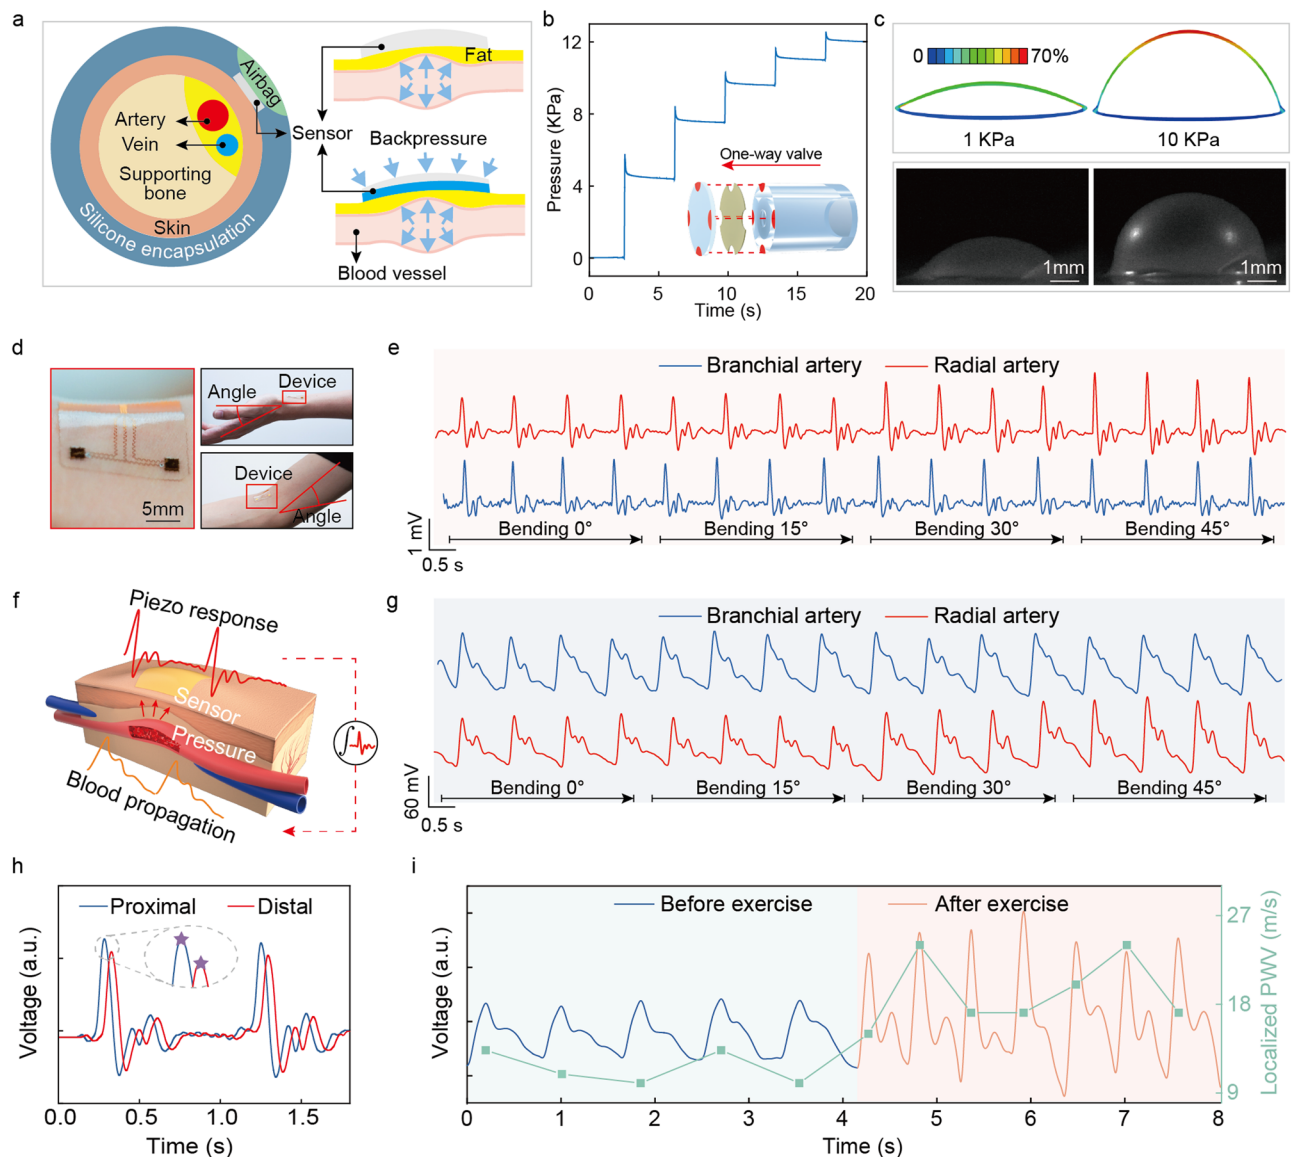 a
Artery
Vein
Supporting
bone
Skin
Silicone encapsulation
Airbag
Sensor
Fat
Backpressure
Blood vessel
b
Pressure (KPa)
12
8
4
0
One-way valve
0 5 10 15 20
Time (s)
c
0 70%
1 KPa 10 KPa
1mm 1mm
d
5mm
Angle
Device
Device
Angle
e
Branchial artery Radial artery
Bending 0° Bending 15° Bending 30° Bending 45°
1 mV
0.5 s
f
Piezo response
Sensor
Pressure
Blood propagation
∫
g
Branchial artery Radial artery
Bending 0° Bending 15° Bending 30° Bending 45°
60 mV
0.5 s
h
Proximal Distal
Voltage (a.u.)
0.0 0.5 1.0 1.5
Time (s)
i
Before exercise After exercise
Voltage (a.u.)
27
18
9
Localized PWV (m/s)
0 1 2 3 4 5 6 7 8
Time (s)